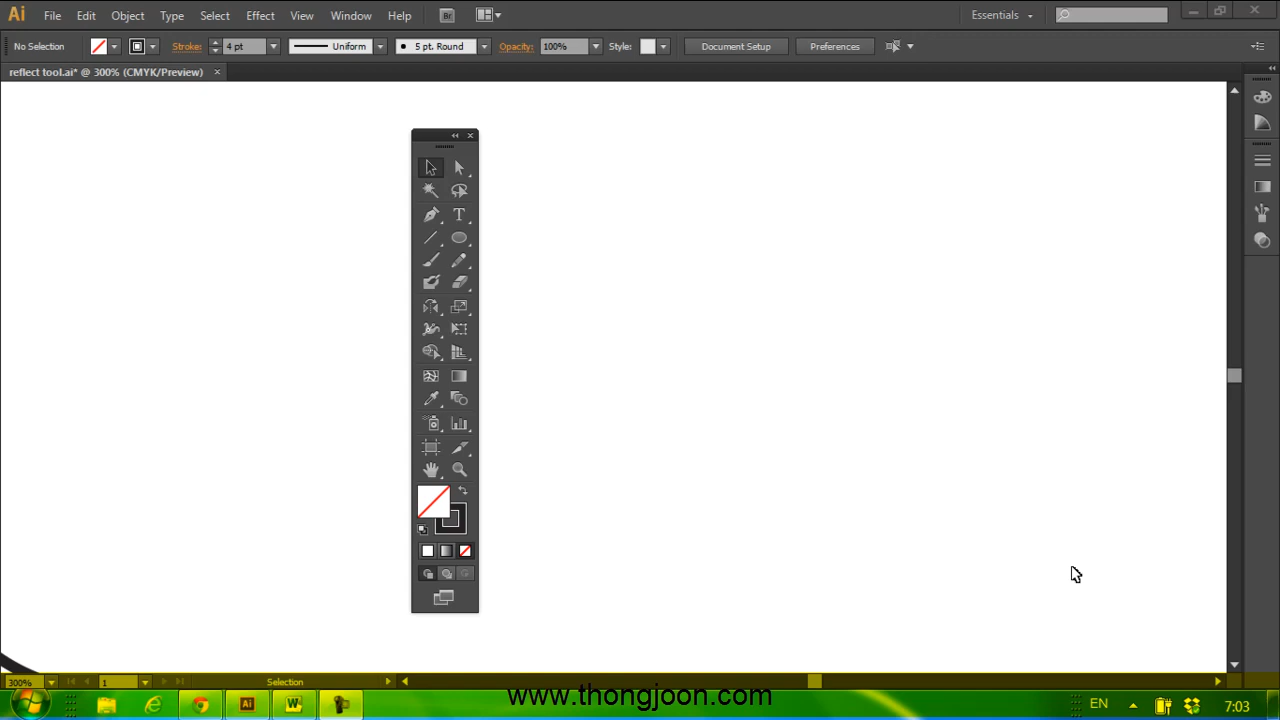 Ai File Edit Object Type Select Effect View Window Help Br Essentials
No Selection Stroke: 4 pt Uniform 5 pt. Round Opacity: 100% Style: Document Setup Preferences
reflect tool.ai* @ 300% (CMYK/Preview) ×
T
300% 1 Selection
Ai W www.thongjoon.com EN 7:03